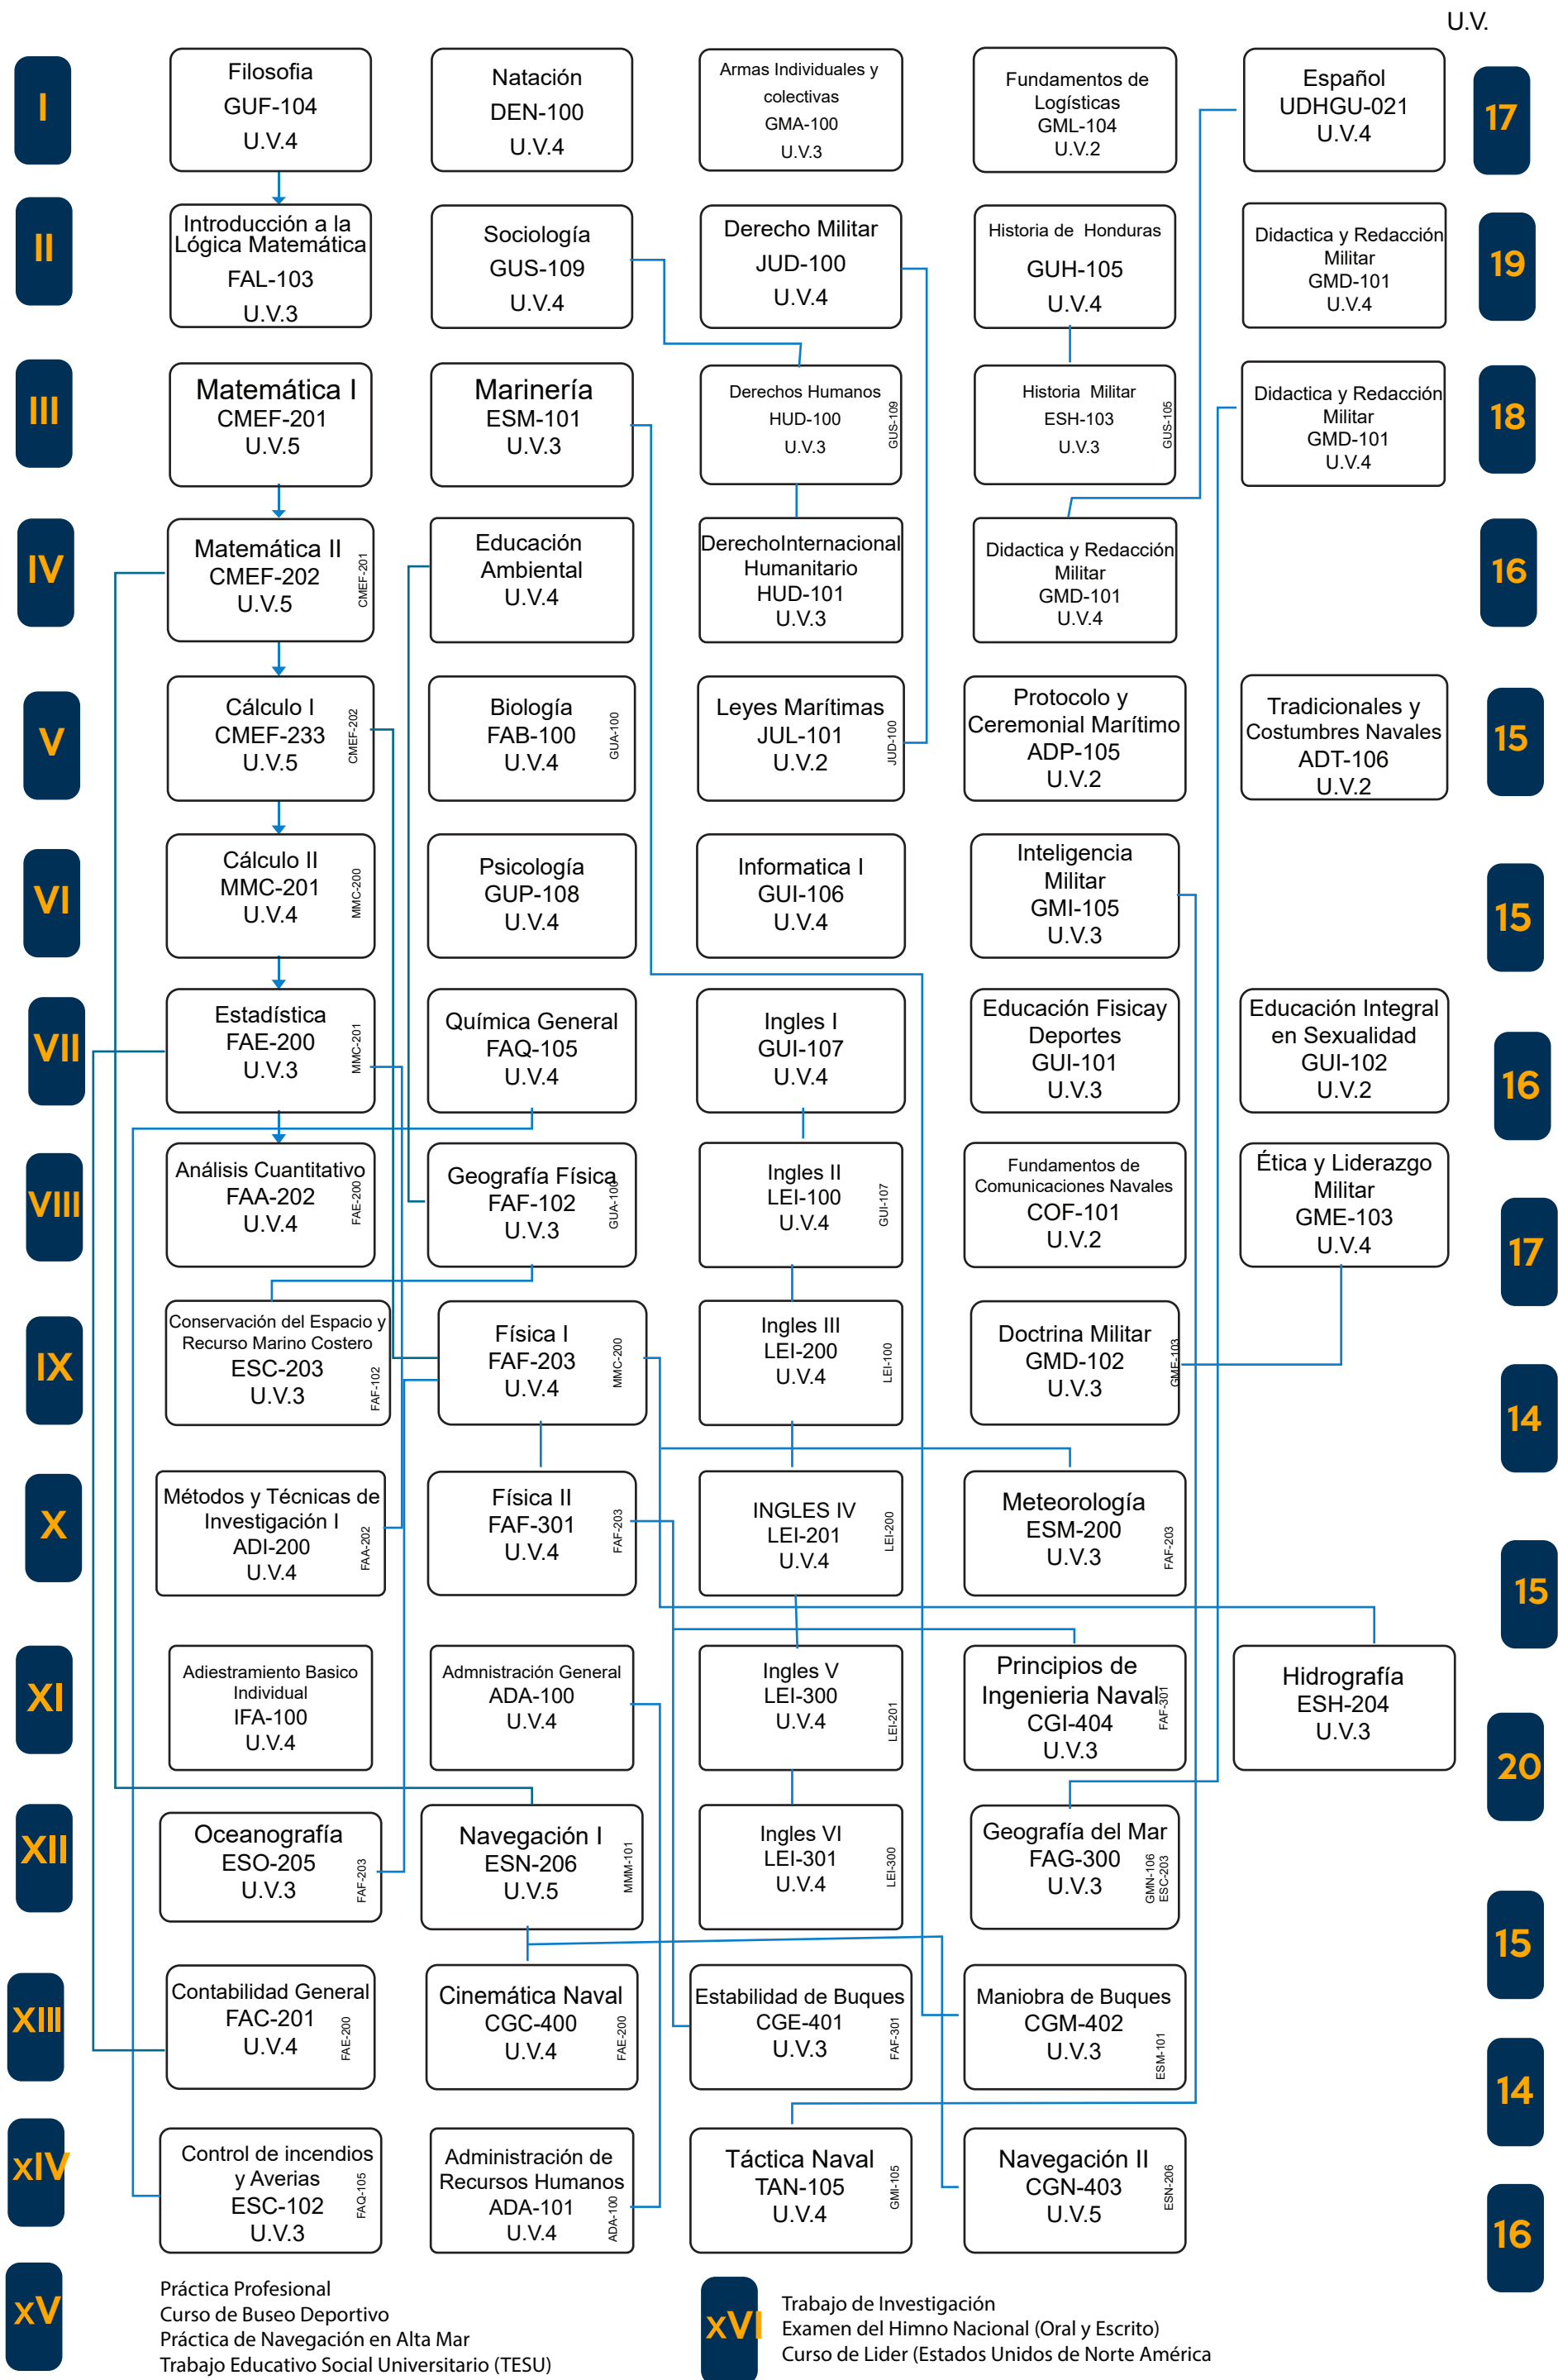 U.V.
I
Filosofia
GUF-104
U.V.4
Natación
DEN-100
U.V.4
Armas Individuales y
colectivas
GMA-100
U.V.3
Fundamentos de
Logísticas
GML-104
U.V.2
Español
UDHGU-021
U.V.4
17
II
Introducción a la
Lógica Matemática
FAL-103
U.V.3
Sociología
GUS-109
U.V.4
Derecho Militar
JUD-100
U.V.4
Historia de Honduras
GUH-105
U.V.4
Didactica y Redacción
Militar
GMD-101
U.V.4
19
III
Matemática I
CMEF-201
U.V.5
Marinería
ESM-101
U.V.3
Derechos Humanos
HUD-100
U.V.3
GUS-109
Historia Militar
ESH-103
U.V.3
GUS-105
Didactica y Redacción
Militar
GMD-101
U.V.4
18
IV
Matemática II
CMEF-202
U.V.5
CMEF-201
Educación
Ambiental
U.V.4
DerechoInternacional
Humanitario
HUD-101
U.V.3
Didactica y Redacción
Militar
GMD-101
U.V.4
16
V
Cálculo I
CMEF-233
U.V.5
CMEF-202
Biología
FAB-100
U.V.4
GUA-100
Leyes Marítimas
JUL-101
U.V.2
JUD-100
Protocolo y
Ceremonial Marítimo
ADP-105
U.V.2
Tradicionales y
Costumbres Navales
ADT-106
U.V.2
15
VI
Cálculo II
MMC-201
U.V.4
MMC-200
Psicología
GUP-108
U.V.4
Informatica I
GUI-106
U.V.4
Inteligencia
Militar
GMI-105
U.V.3
15
VII
Estadística
FAE-200
U.V.3
MMC-201
Química General
FAQ-105
U.V.4
Ingles I
GUI-107
U.V.4
Educación Fisicay
Deportes
GUI-101
U.V.3
Educación Integral
en Sexualidad
GUI-102
U.V.2
16
VIII
Análisis Cuantitativo
FAA-202
U.V.4
FAE-200
Geografía Física
FAF-102
U.V.3
GUA-100
Ingles II
LEI-100
U.V.4
GUI-107
Fundamentos de
Comunicaciones Navales
COF-101
U.V.2
Ética y Liderazgo
Militar
GME-103
U.V.4
17
IX
Conservación del Espacio y
Recurso Marino Costero
ESC-203
U.V.3
FAF-102
Física I
FAF-203
U.V.4
MMC-200
Ingles III
LEI-200
U.V.4
LEI-100
Doctrina Militar
GMD-102
U.V.3
GME-103
14
X
Métodos y Técnicas de
Investigación I
ADI-200
U.V.4
FAA-202
Física II
FAF-301
U.V.4
FAF-203
INGLES IV
LEI-201
U.V.4
LEI-200
Meteorología
ESM-200
U.V.3
FAF-203
15
XI
Adiestramiento Basico
Individual
IFA-100
U.V.4
Admnistración General
ADA-100
U.V.4
Ingles V
LEI-300
U.V.4
LEI-201
Principios de
Ingenieria Naval
CGI-404
U.V.3
FAF-301
Hidrografía
ESH-204
U.V.3
20
XII
Oceanografía
ESO-205
U.V.3
FAF-203
Navegación I
ESN-206
U.V.5
MMM-101
Ingles VI
LEI-301
U.V.4
LEI-300
Geografía del Mar
FAG-300
U.V.3
GMN-106
ESC-203
15
XIII
Contabilidad General
FAC-201
U.V.4
FAE-200
Cinemática Naval
CGC-400
U.V.4
FAE-200
Estabilidad de Buques
CGE-401
U.V.3
FAF-301
Maniobra de Buques
CGM-402
U.V.3
ESM-101
14
xIV
Control de incendios
y Averias
ESC-102
U.V.3
FAQ-105
Administración de
Recursos Humanos
ADA-101
U.V.4
ADA-100
Táctica Naval
TAN-105
U.V.4
GMI-105
Navegación II
CGN-403
U.V.5
ESN-206
16
xV
Práctica Profesional
Curso de Buseo Deportivo
Práctica de Navegación en Alta Mar
Trabajo Educativo Social Universitario (TESU)
xVI
Trabajo de Investigación
Examen del Himno Nacional (Oral y Escrito)
Curso de Lider (Estados Unidos de Norte América